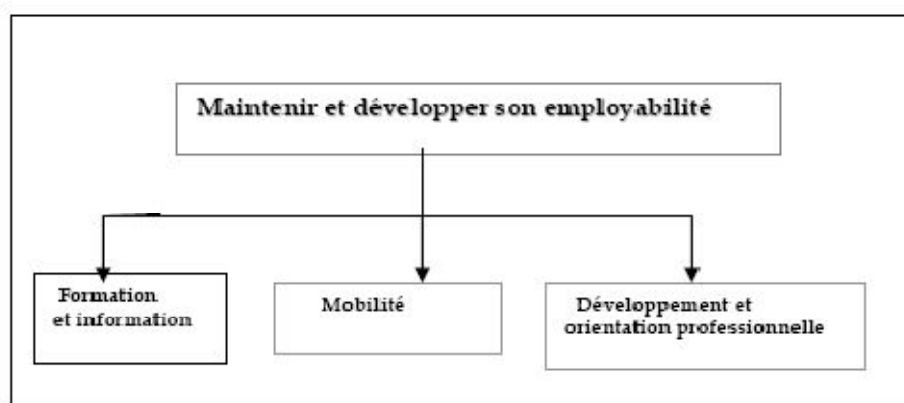 Maintenir et développer son employabilité
Formation
et information
Mobilité
Développement et
orientation professionnelle